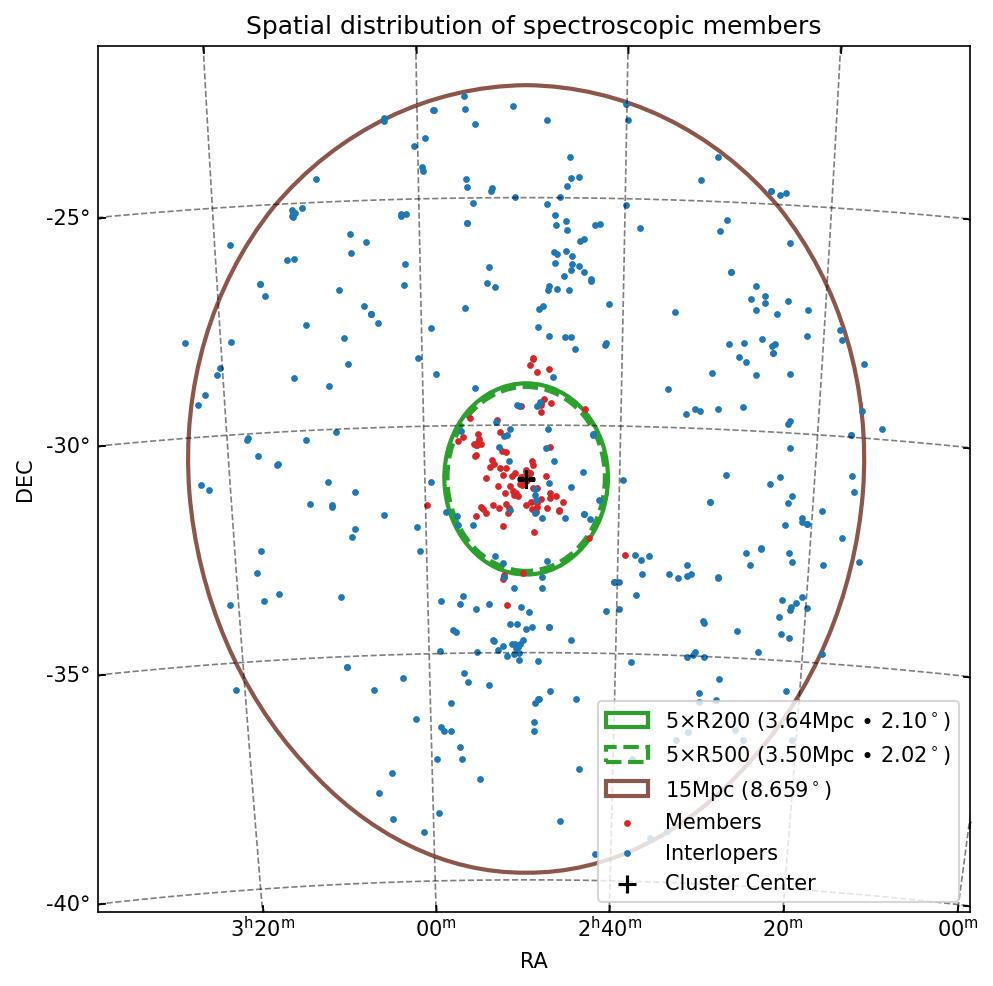 Spatial distribution of spectroscopic members
-25°
-30°
DEC
-35°
-40°
5×R200 (3.64Mpc • 2.10°)
5×R500 (3.50Mpc • 2.02°)
15Mpc (8.659°)
Members
Interlopers
Cluster Center
3ʰ20ᵐ 00ᵐ 2ʰ40ᵐ 20ᵐ 00ᵐ
RA